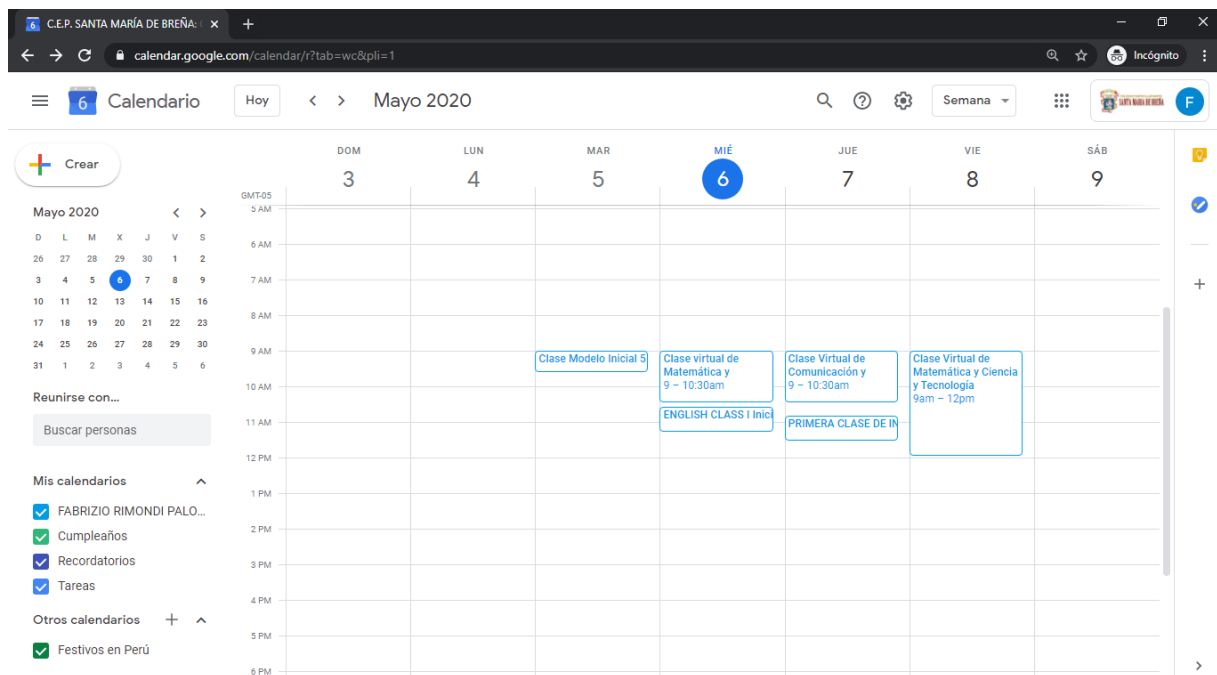 C.E.P. SANTA MARÍA DE BREÑA:
calendar.google.com/calendar/r?tab=wc&pli=1
Incógnito
6 Calendario
Hoy
Mayo 2020
Semana
SANTA MARIA DE BREÑA
F
Crear
DOM LUN MAR MIÉ JUE VIE SÁB
3 4 5 6 7 8 9
GMT-05
Mayo 2020
D L M X J V S
26 27 28 29 30 1 2
3 4 5 6 7 8 9
10 11 12 13 14 15 16
17 18 19 20 21 22 23
24 25 26 27 28 29 30
31 1 2 3 4 5 6
Reunirse con...
Buscar personas
Mis calendarios
FABRIZIO RIMONDI PALO...
Cumpleaños
Recordatorios
Tareas
Otros calendarios
Festivos en Perú
5 AM
6 AM
7 AM
8 AM
9 AM
10 AM
11 AM
12 PM
1 PM
2 PM
3 PM
4 PM
5 PM
6 PM
Clase Modelo Inicial 5
Clase virtual de
Matemática y
9 – 10:30am
ENGLISH CLASS I Inici
Clase Virtual de
Comunicación y
9 – 10:30am
PRIMERA CLASE DE IN
Clase Virtual de
Matemática y Ciencia
y Tecnología
9am – 12pm